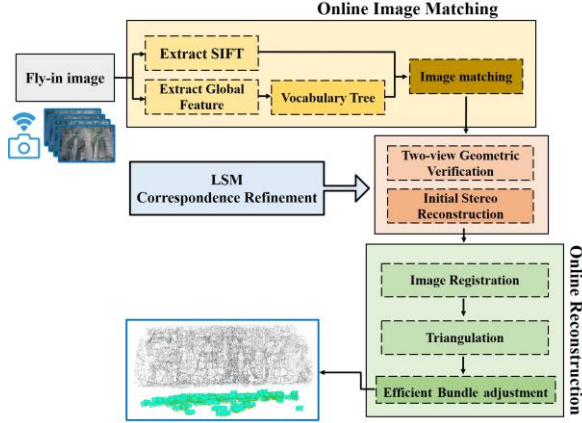 Online Image Matching
Fly-in image
Extract SIFT
Extract Global
Feature
Vocabulary Tree
Image matching
LSM
Correspondence Refinement
Two-view Geometric
Verification
Initial Stereo
Reconstruction
Online Reconstruction
Image Registration
Triangulation
Efficient Bundle adjustment